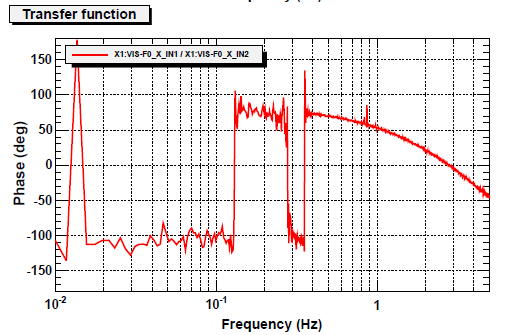 Transfer function
X1:VIS-F0_X_IN1 / X1:VIS-F0_X_IN2
150
100
50
0
-50
-100
-150
Phase (deg)
10-2
10-1
1
Frequency (Hz)